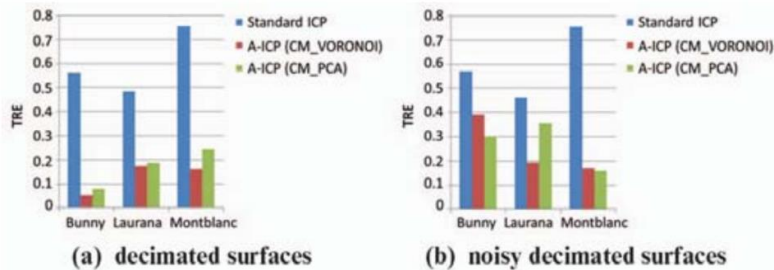 0.8
0.7
0.6
0.5
0.4
0.3
0.2
0.1
0
TRE
Bunny Laurana Montblanc
Standard ICP
A-ICP (CM_VORONOI)
A-ICP (CM_PCA)
(a) decimated surfaces
0.8
0.7
0.6
0.5
0.4
0.3
0.2
0.1
0
TRE
Bunny Laurana Montblanc
Standard ICP
A-ICP (CM_VORONOI)
A-ICP (CM_PCA)
(b) noisy decimated surfaces